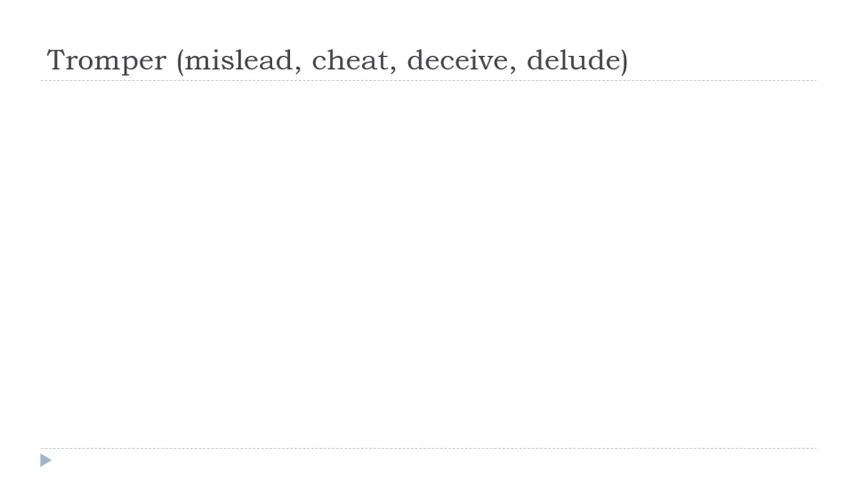 Tromper (mislead, cheat, deceive, delude)